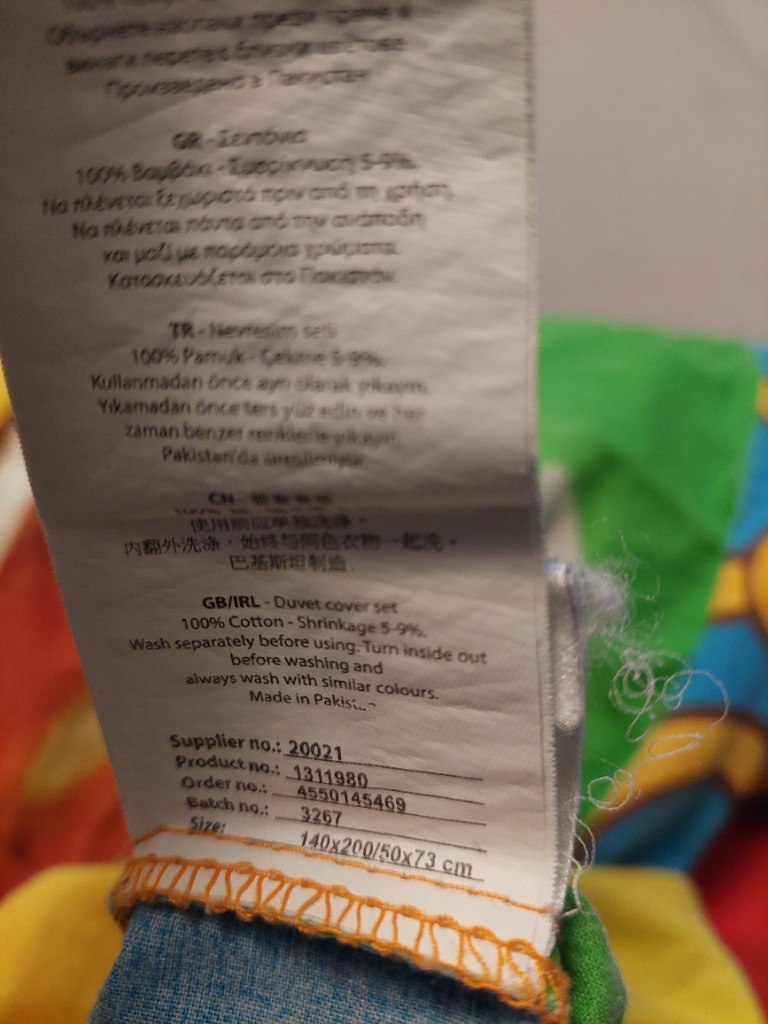 Произведено в Пакистан
GR - Σεντόνια
100% Βαμβάκι - Συρρίκνωση 5-9%.
Να πλένεται ξεχωριστά πριν από τη χρήση.
Να πλένεται πάντα από την ανάποδη
και μαζί με παρόμοια χρώματα.
Κατασκευάζεται στο Πακιστάν.
TR - Nevresim seti
100% Pamuk - Çekme 5-9%.
Kullanmadan önce ayrı olarak yıkayın.
Yıkamadan önce ters yüz edin ve her
zaman benzer renklerle yıkayın.
Pakistan'da üretilmiştir.
CN -
使用前应单独洗涤。
内翻外洗涤，始终与同色衣物一起洗。
巴基斯坦制造.
GB/IRL - Duvet cover set
100% Cotton - Shrinkage 5-9%.
Wash separately before using. Turn inside out
before washing and
always wash with similar colours.
Made in
Supplier no.: 20021
Product no.: 1311980
Order no.: 4550145469
Batch no.: 3267
Size: 140x200/50x73 cm